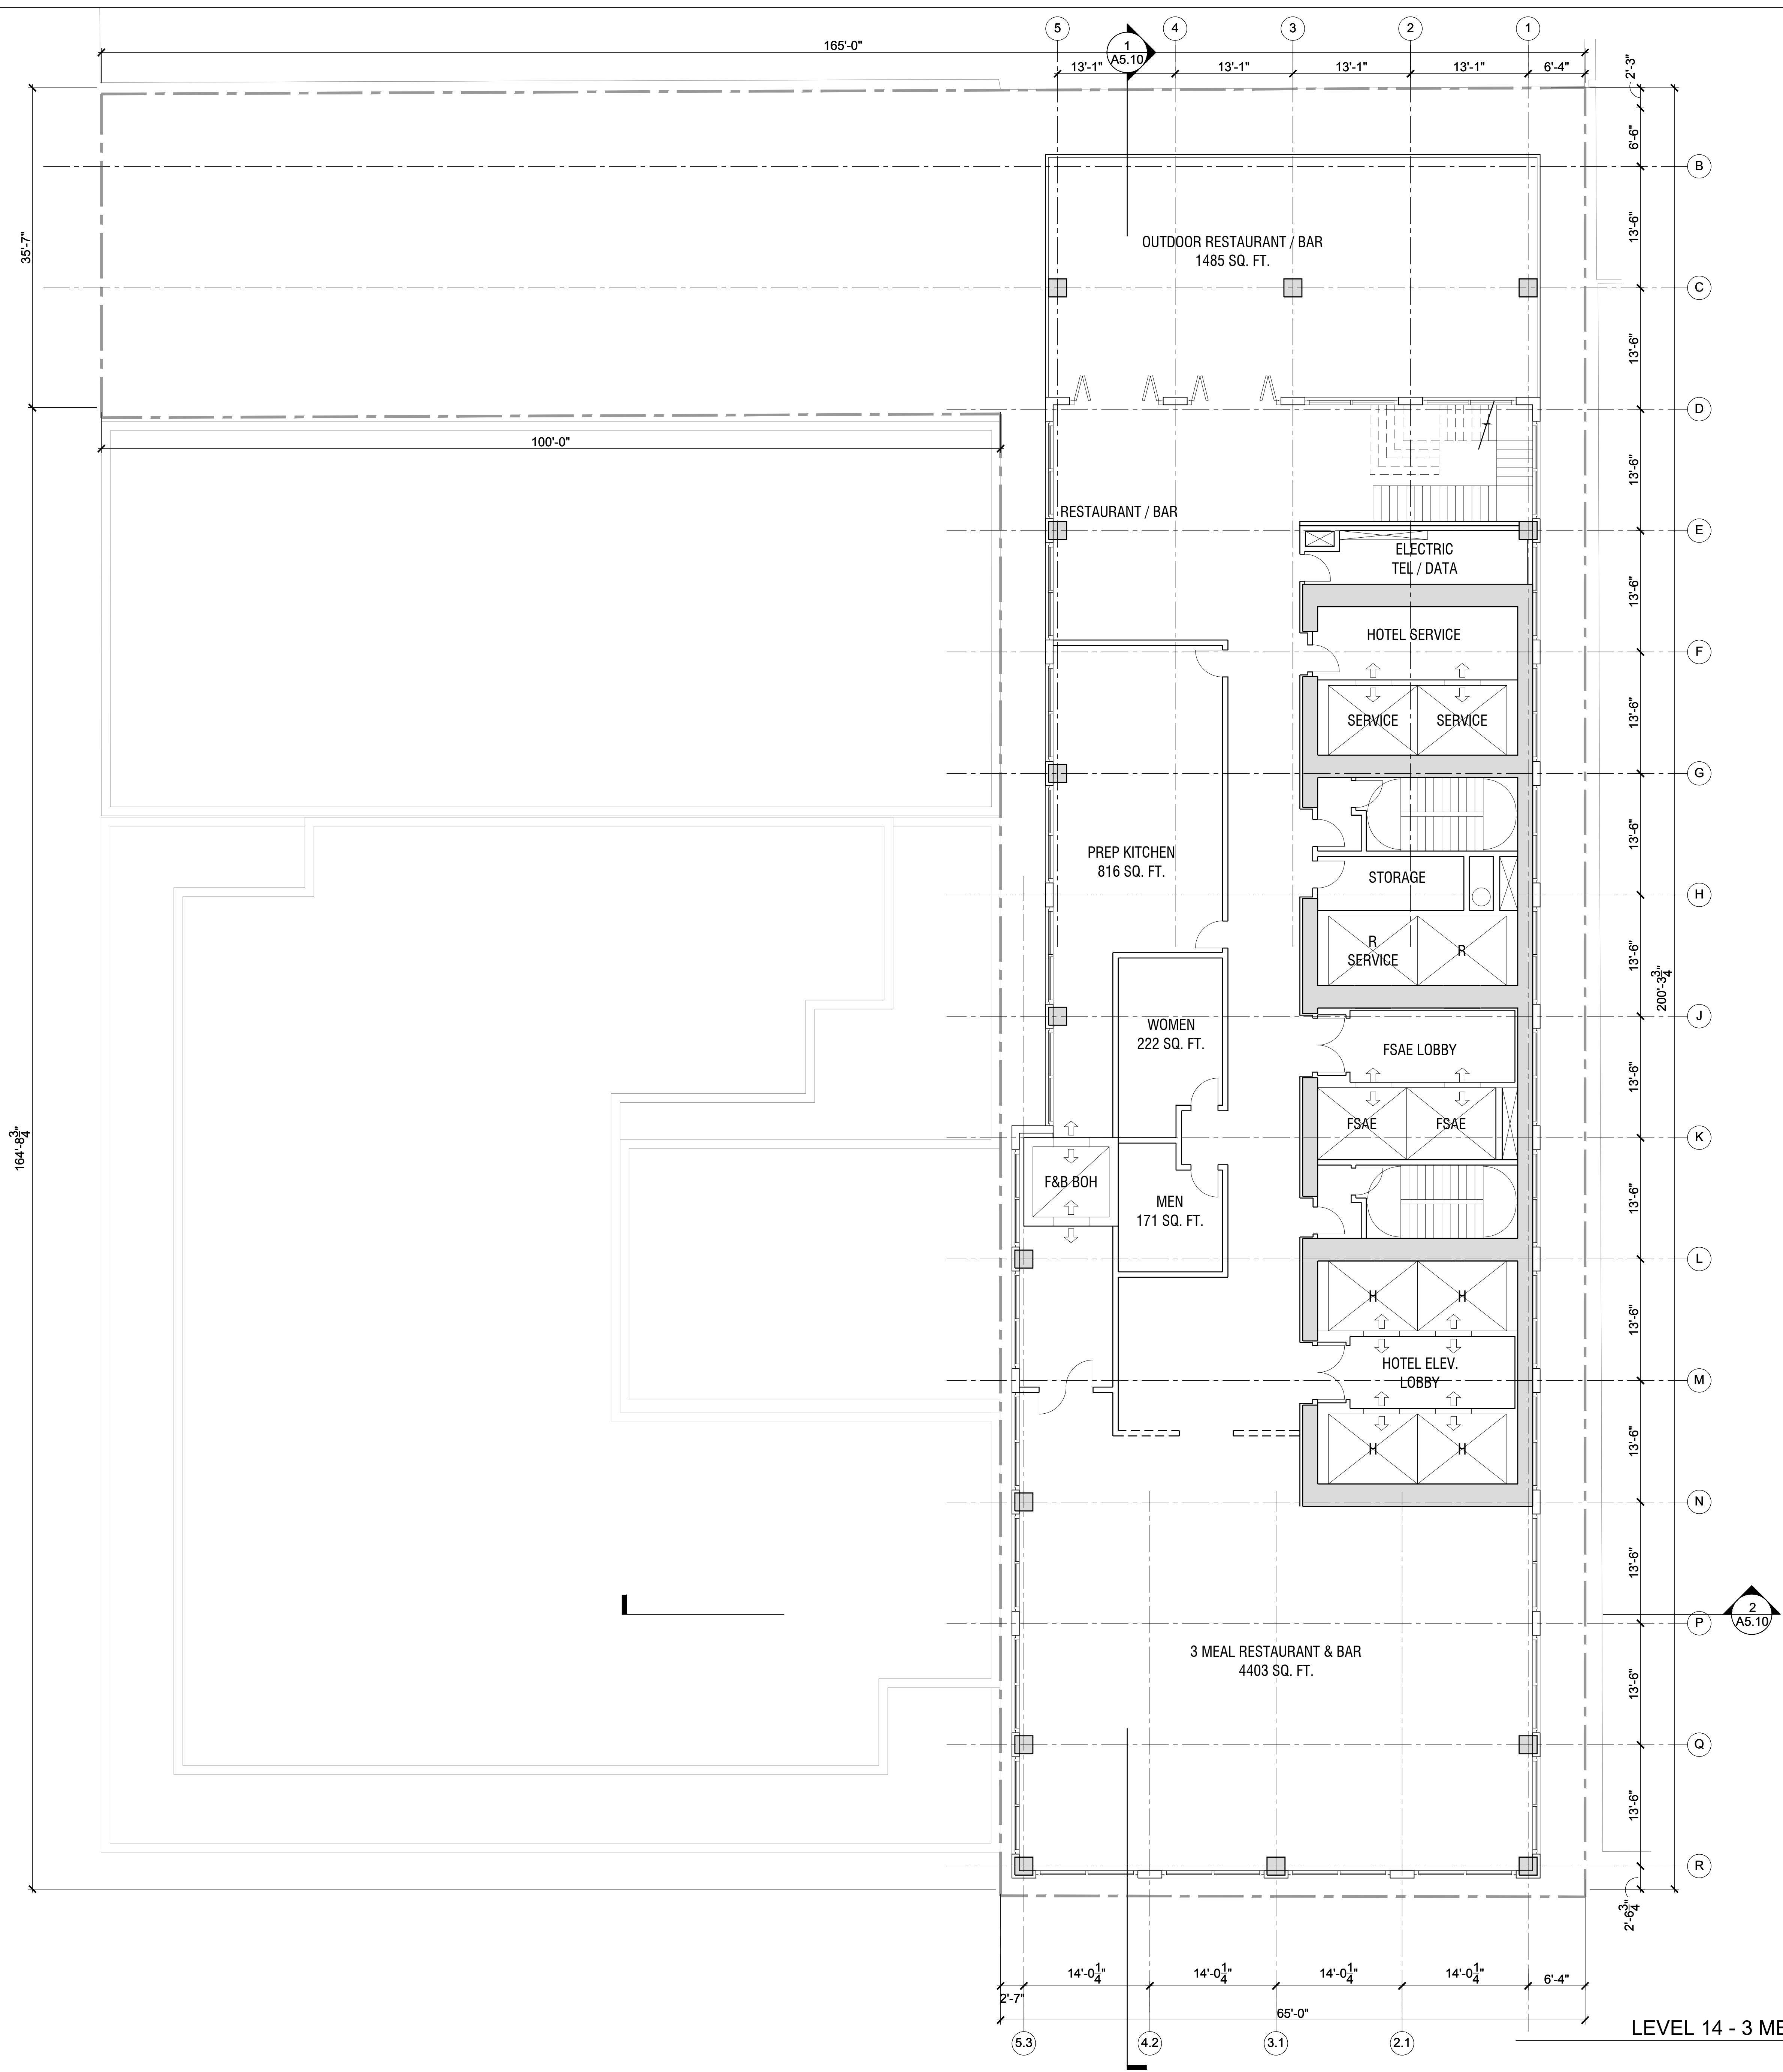 5
4
3
2
1
165'-0"
1
A5.10
13'-1"
13'-1"
13'-1"
13'-1"
6'-4"
2'-3"
6'-6"
B
13'-6"
35'-7"
OUTDOOR RESTAURANT / BAR
1485 SQ. FT.
C
13'-6"
D
100'-0"
13'-6"
RESTAURANT / BAR
E
ELECTRIC
TEL / DATA
13'-6"
HOTEL SERVICE
F
13'-6"
SERVICE
SERVICE
G
13'-6"
PREP KITCHEN
816 SQ. FT.
STORAGE
H
R
SERVICE
R
13'-6"
200'-3 3/4"
J
WOMEN
222 SQ. FT.
FSAE LOBBY
13'-6"
FSAE
FSAE
164'-8 3/4"
K
F&B BOH
MEN
171 SQ. FT.
13'-6"
L
H
H
13'-6"
HOTEL ELEV.
LOBBY
M
H
H
13'-6"
N
13'-6"
2
A5.10
P
3 MEAL RESTAURANT & BAR
4403 SQ. FT.
13'-6"
Q
13'-6"
R
2'-6 3/4"
14'-0 1/4"
14'-0 1/4"
14'-0 1/4"
14'-0 1/4"
6'-4"
2'-7"
65'-0"
5.3
4.2
3.1
2.1
LEVEL 14 - 3 ME